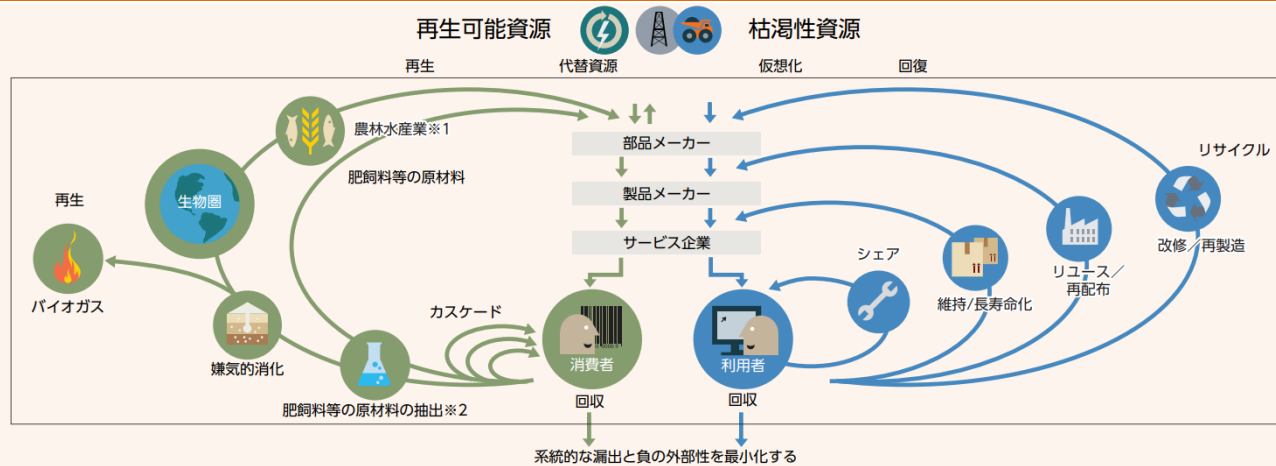 再生可能資源
枯渇性資源
再生
代替資源
仮想化
回復
農林水産業※1
肥飼料等の原材料
部品メーカー
製品メーカー
サービス企業
リサイクル
改修／再製造
リユース／
再配布
維持/長寿命化
シェア
生物圏
再生
バイオガス
嫌気的消化
カスケード
肥飼料等の原材料の抽出※2
消費者
利用者
回収
回収
系統的な漏出と負の外部性を最小化する